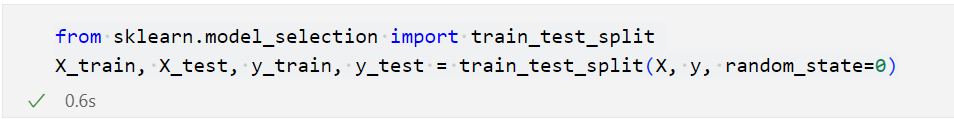 from sklearn.model_selection import train_test_split
X_train, X_test, y_train, y_test = train_test_split(X, y, random_state=0)
0.6s